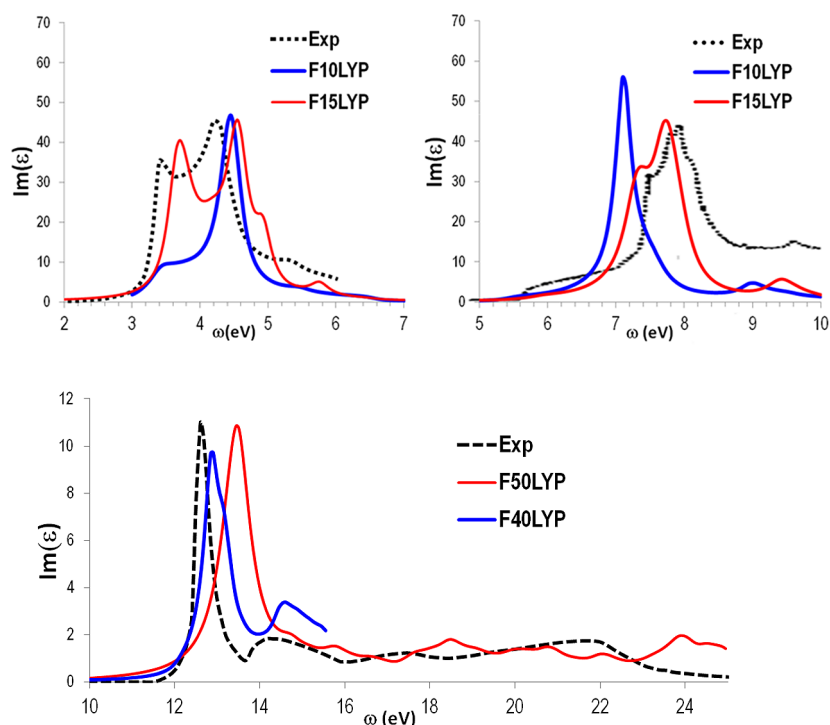 70
60
50
40
30
20
10
0
Im(ε)
Exp
F10LYP
F15LYP
2 3 4 5 6 7
ω(eV)
70
60
50
40
30
20
10
0
Im(ε)
Exp
F10LYP
F15LYP
5 6 7 8 9 10
ω (eV)
12
10
8
6
4
2
0
Im(ε)
Exp
F50LYP
F40LYP
10 12 14 16 18 20 22 24
ω (eV)